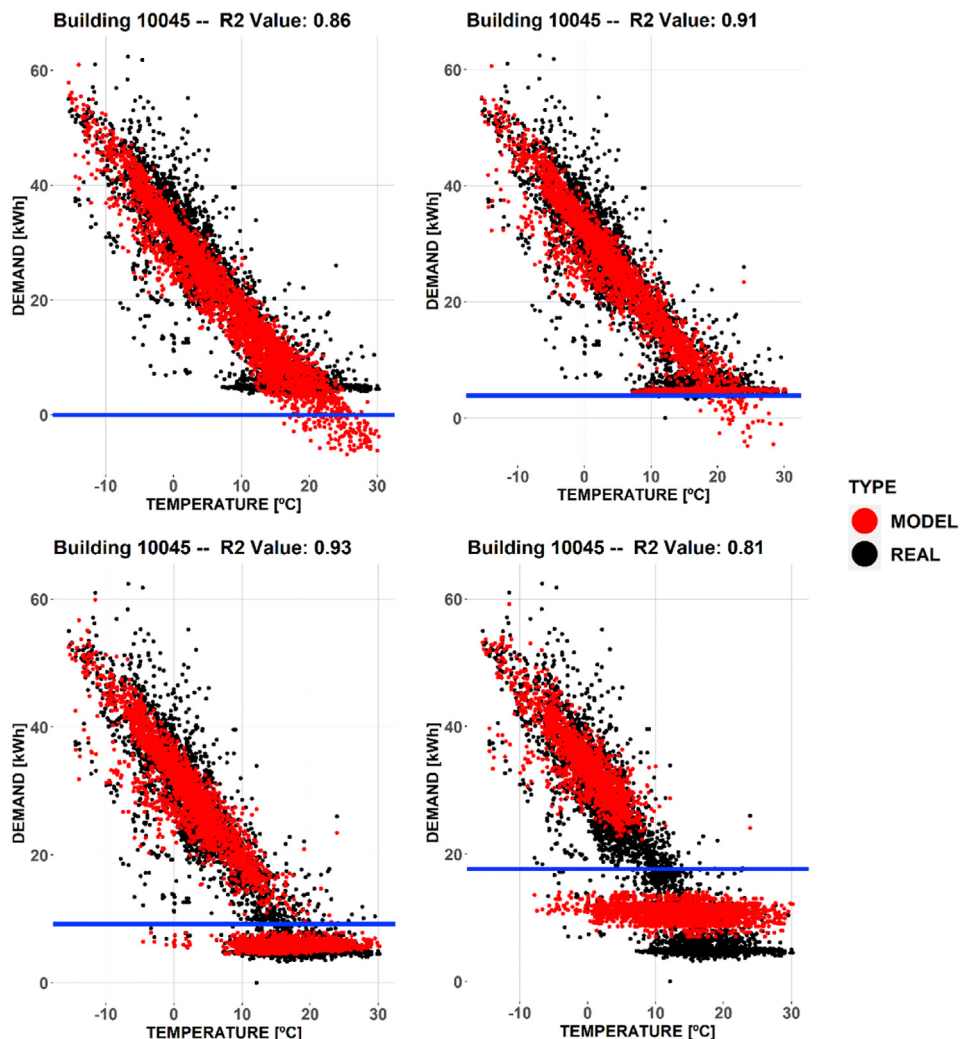 Building 10045 --  R2 Value: 0.86
60
40
20
0
DEMAND [kWh]
-10 0 10 20 30
TEMPERATURE [ºC]
Building 10045 --  R2 Value: 0.91
60
40
20
0
DEMAND [kWh]
-10 0 10 20 30
TEMPERATURE [ºC]
TYPE
MODEL
REAL
Building 10045 --  R2 Value: 0.93
60
40
20
0
DEMAND [kWh]
-10 0 10 20 30
TEMPERATURE [ºC]
Building 10045 --  R2 Value: 0.81
60
40
20
0
DEMAND [kWh]
-10 0 10 20 30
TEMPERATURE [ºC]